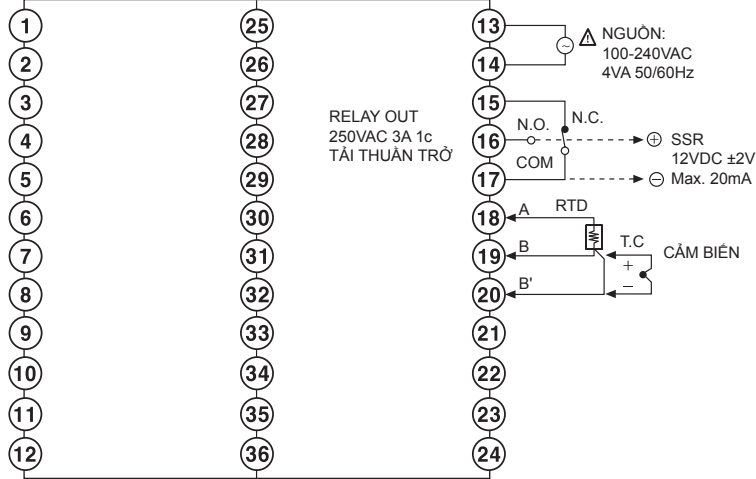 1
2
3
4
5
6
7
8
9
10
11
12
25
26
27
28
29
30
31
32
33
34
35
36
RELAY OUT
250VAC 3A 1c
TẢI THUẦN TRỞ
13
14
15
16
17
18
19
20
21
22
23
24
~
NGUỒN:
100-240VAC
4VA 50/60Hz
N.O.
N.C.
COM
+ SSR
12VDC ±2V
− Max. 20mA
A
RTD
B
B'
T.C
+
−
CẢM BIẾN